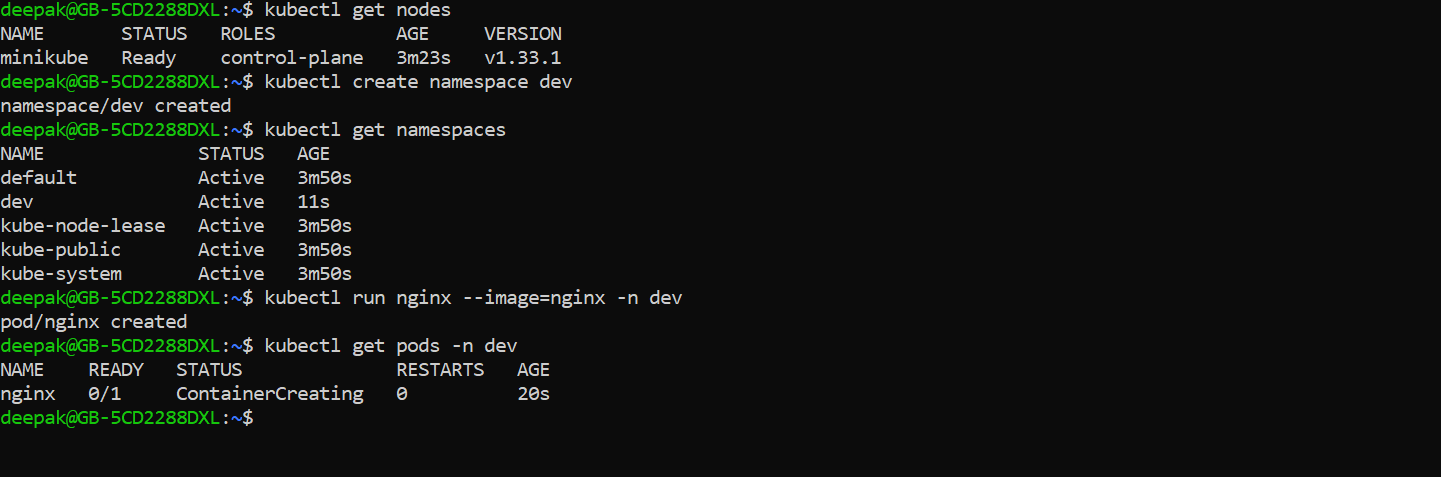 deepak@GB-5CD2288DXL:~$ kubectl get nodes
NAME       STATUS   ROLES           AGE     VERSION
minikube   Ready    control-plane   3m23s   v1.33.1
deepak@GB-5CD2288DXL:~$ kubectl create namespace dev
namespace/dev created
deepak@GB-5CD2288DXL:~$ kubectl get namespaces
NAME              STATUS   AGE
default           Active   3m50s
dev               Active   11s
kube-node-lease   Active   3m50s
kube-public       Active   3m50s
kube-system       Active   3m50s
deepak@GB-5CD2288DXL:~$ kubectl run nginx --image=nginx -n dev
pod/nginx created
deepak@GB-5CD2288DXL:~$ kubectl get pods -n dev
NAME    READY   STATUS              RESTARTS   AGE
nginx   0/1     ContainerCreating   0          20s
deepak@GB-5CD2288DXL:~$